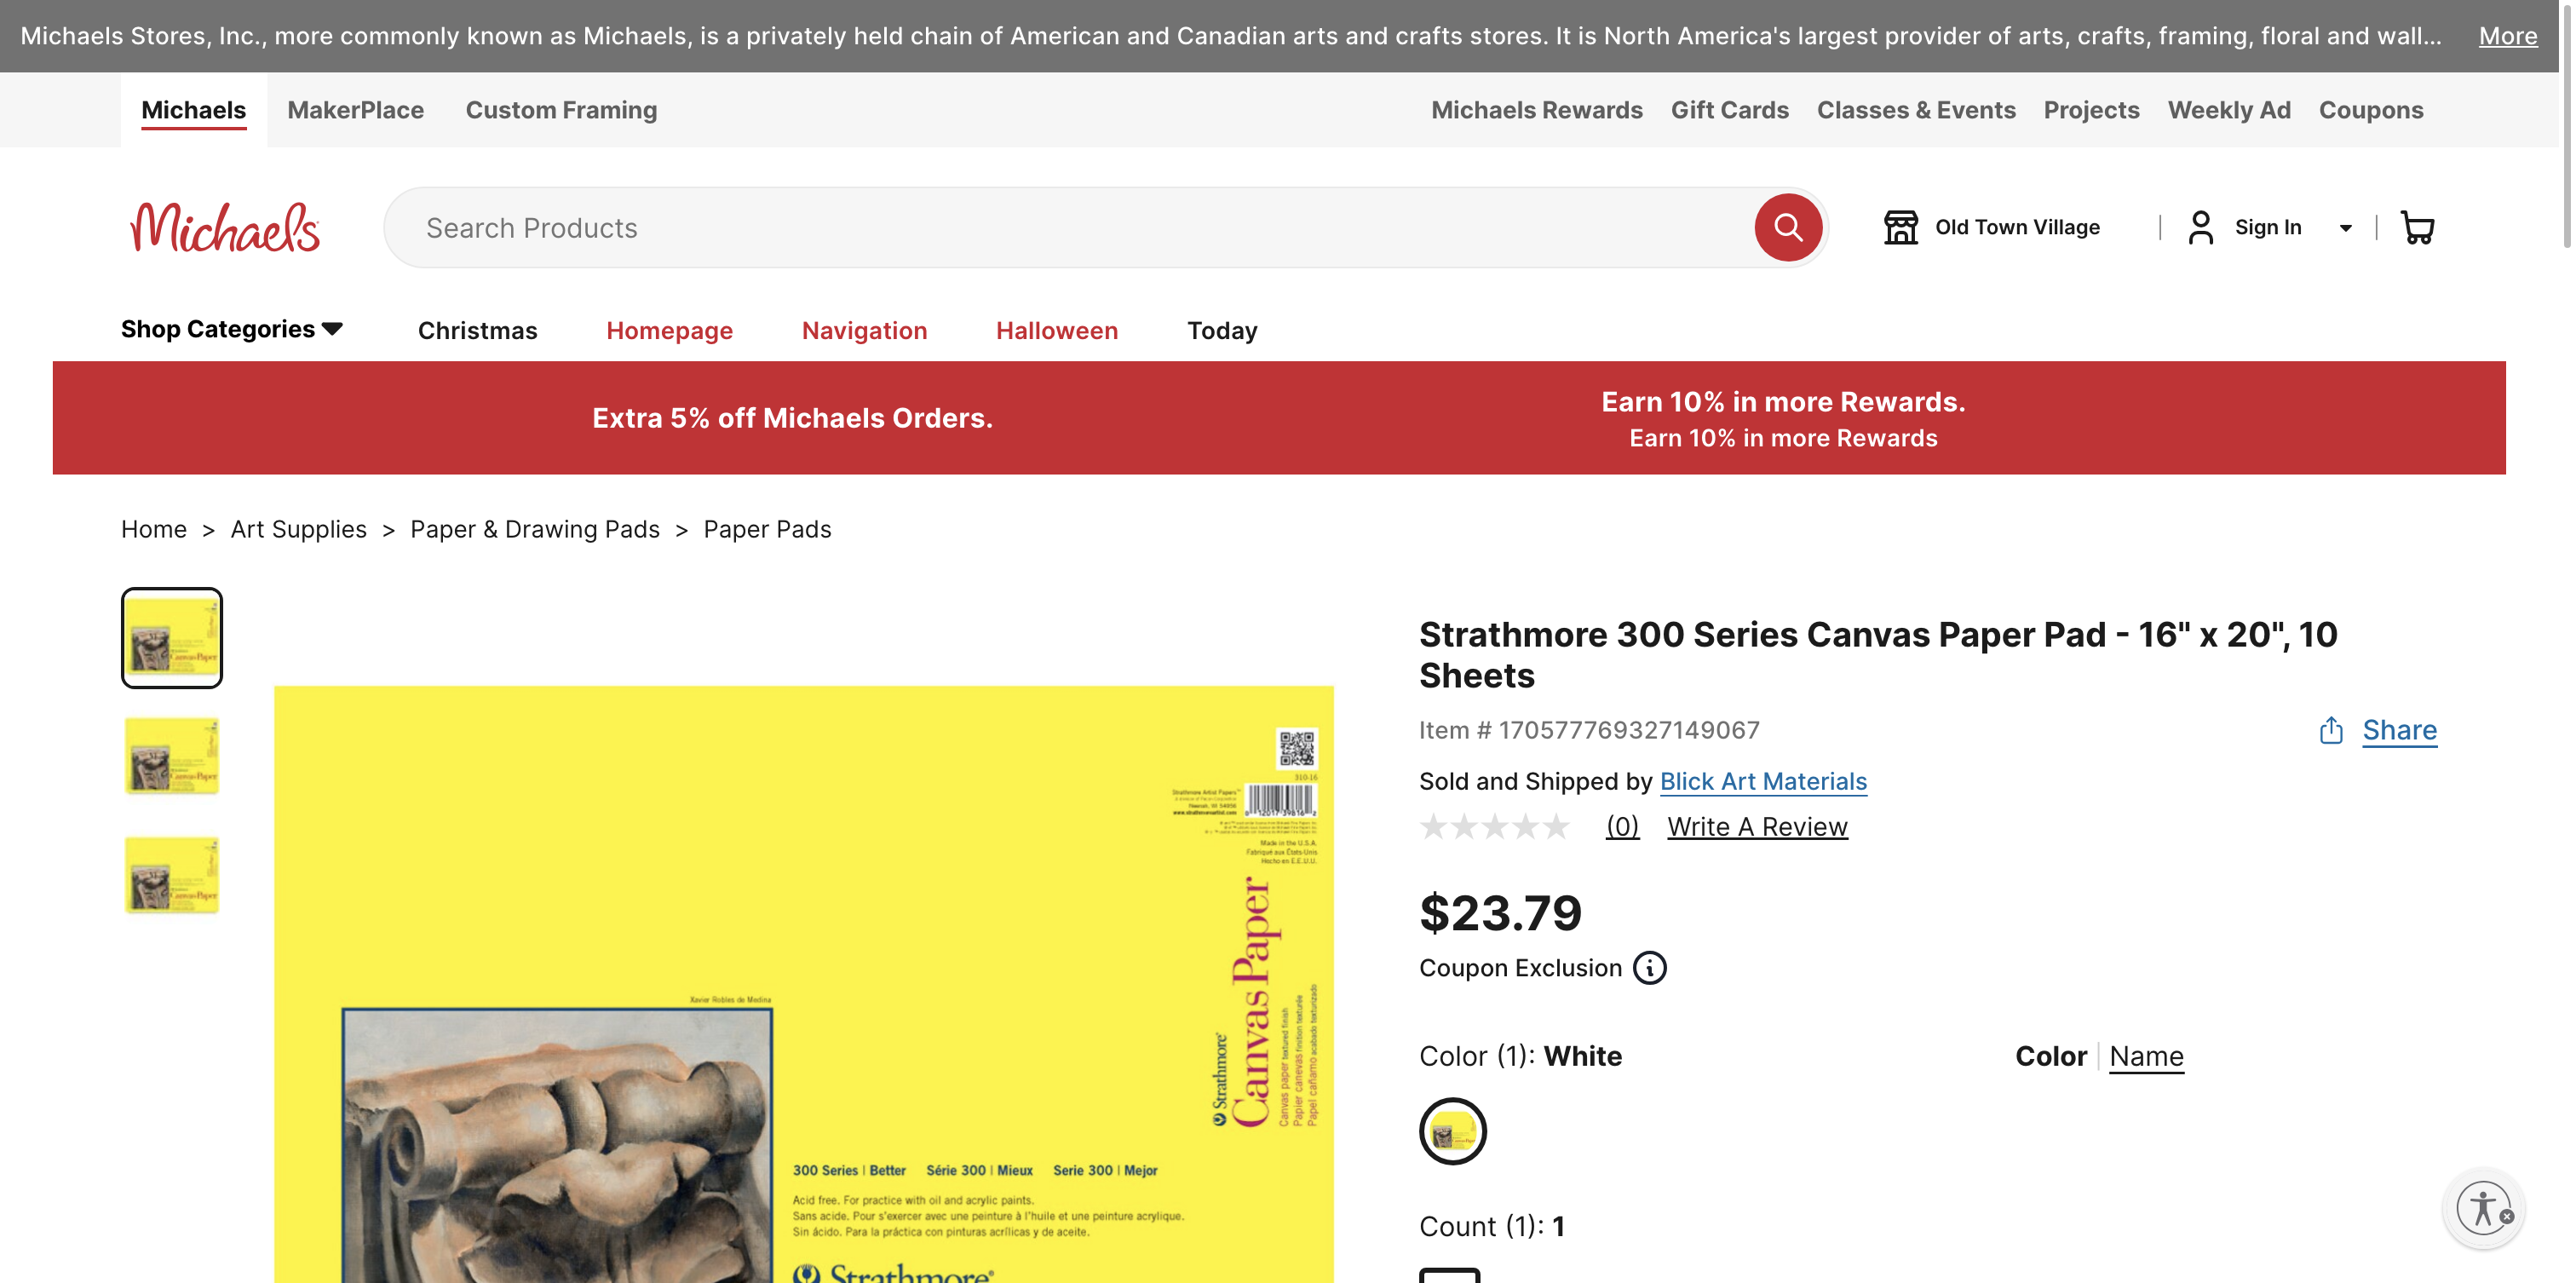 Michaels Stores, Inc., more commonly known as Michaels, is a privately held chain of American and Canadian arts and crafts stores. It is North America's largest provider of arts, crafts, framing, floral and wall... More
Michaels MakerPlace Custom Framing Michaels Rewards Gift Cards Classes & Events Projects Weekly Ad Coupons
Michaels Search Products Old Town Village Sign In
Shop Categories Christmas Homepage Navigation Halloween Today
Extra 5% off Michaels Orders.
Earn 10% in more Rewards.
Earn 10% in more Rewards
Home > Art Supplies > Paper & Drawing Pads > Paper Pads
Strathmore 300 Series Canvas Paper Pad - 16" x 20", 10
Sheets
Item # 170577769327149067
Share
Sold and Shipped by Blick Art Materials
(0) Write A Review
$23.79
Coupon Exclusion
Color (1): White
Color | Name
Count (1): 1
310-16
Strathmore Artist Papers™
www.strathmoreartist.com
Made in the U.S.A.
Fabriqué aux États-Unis
Hecho en E.E.U.U.
Strathmore
Canvas Paper
Canvas paper textured finish
Papier canevas finition texturée
Papel cañamo acabado texturizado
Xavier Robles de Medina
300 Series | Better Série 300 | Mieux Serie 300 | Mejor
Acid free. For practice with oil and acrylic paints.
Sans acide. Pour s'exercer avec une peinture à l'huile et une peinture acrylique.
Sin ácido. Para la práctica con pinturas acrílicas y de aceite.
Strathmore®